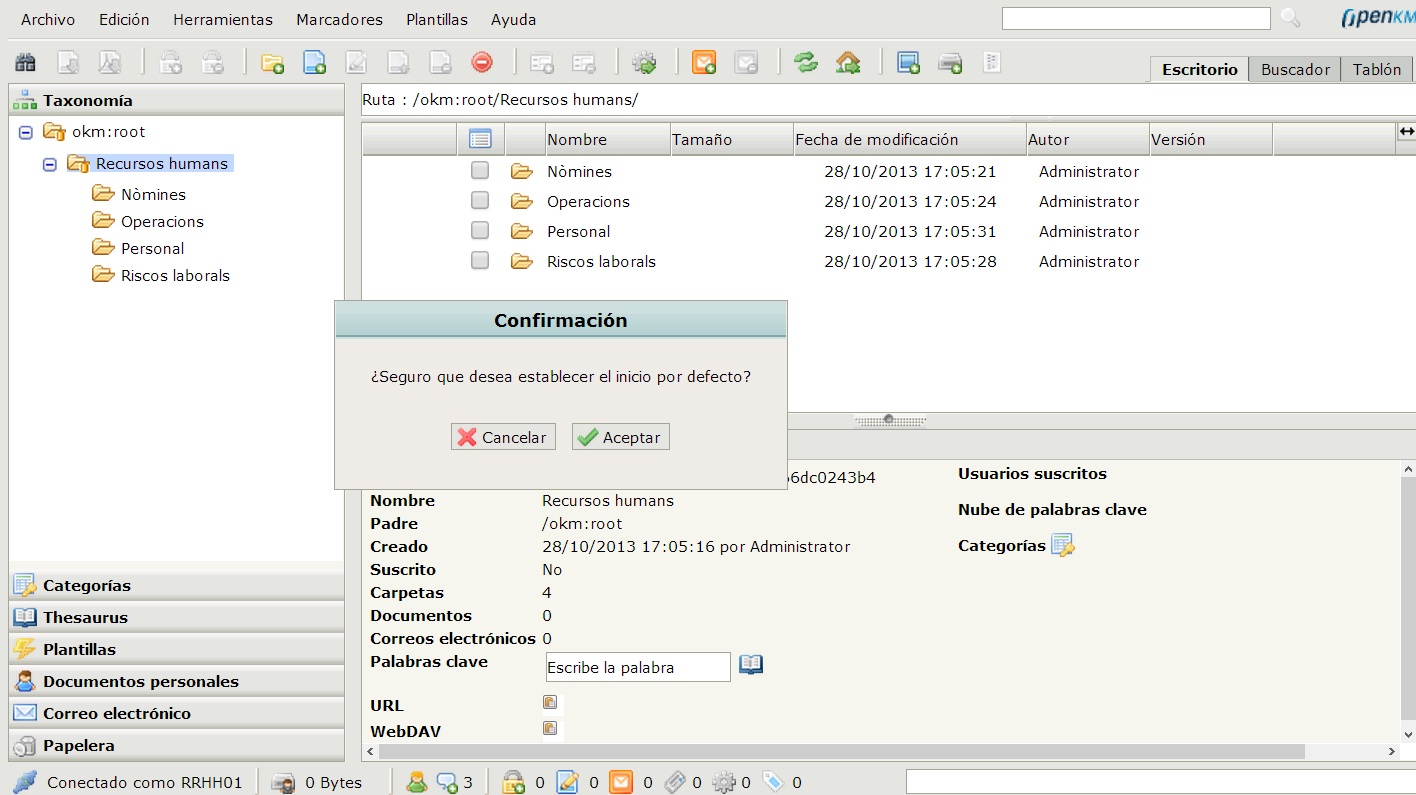 Archivo Edición Herramientas Marcadores Plantillas Ayuda
OpenKM
Escritorio Buscador Tablón
Taxonomía
okm:root
Recursos humans
Nòmines
Operacions
Personal
Riscos laborals
Categorías
Thesaurus
Plantillas
Documentos personales
Correo electrónico
Papelera
Ruta : /okm:root/Recursos humans/
Nombre Tamaño Fecha de modificación Autor Versión
Nòmines 28/10/2013 17:05:21 Administrator
Operacions 28/10/2013 17:05:24 Administrator
Personal 28/10/2013 17:05:31 Administrator
Riscos laborals 28/10/2013 17:05:28 Administrator
Confirmación
¿Seguro que desea establecer el inicio por defecto?
Cancelar Aceptar
6dc0243b4
Nombre Recursos humans
Padre /okm:root
Creado 28/10/2013 17:05:16 por Administrator
Suscrito No
Carpetas 4
Documentos 0
Correos electrónicos 0
Palabras clave Escribe la palabra
URL
WebDAV
Usuarios suscritos
Nube de palabras clave
Categorías
Conectado como RRHH01 0 Bytes 3 0 0 0 0 0 0